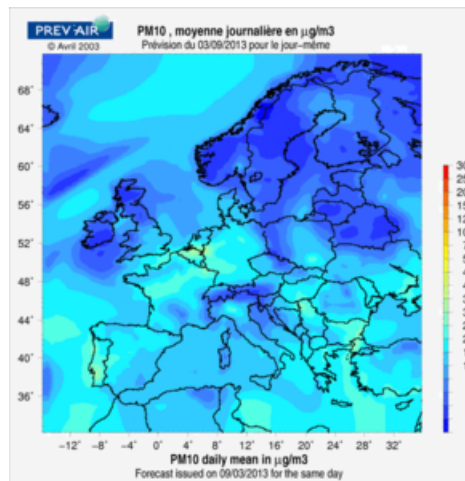 PREV'AIR
© Avril 2003
PM10 , moyenne journalière en µg/m3
Prévision du 03/09/2013 pour le jour-même
68°
64°
60°
56°
52°
48°
44°
40°
36°
−12° −8° −4° 0° 4° 8° 12° 16° 20° 24° 28° 32°
PM10 daily mean in µg/m3
Forecast issued on 09/03/2013 for the same day